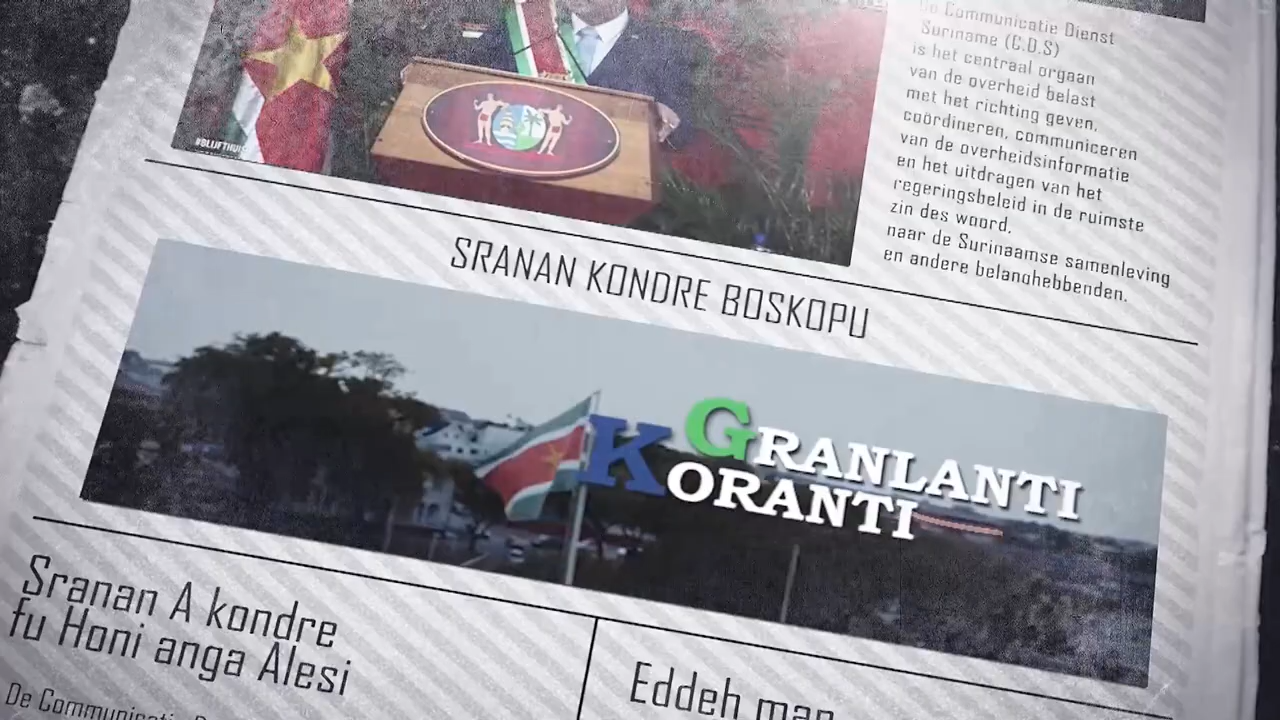 De Communicatie Dienst
Suriname (C.D.S)
is het centraal orgaan
van de overheid belast
met het richting geven,
coördineren, communiceren
van de overheidsinformatie
en het uitdragen van het
regeringsbeleid in de ruimste
zin des woord,
naar de Surinaamse samenleving
en andere belanghebbenden.
SRANAN KONDRE BOSKOPU
GRANLANTI
KORANTI
Sranan A kondre
fu Honi anga Alesi
De
Eddeh man